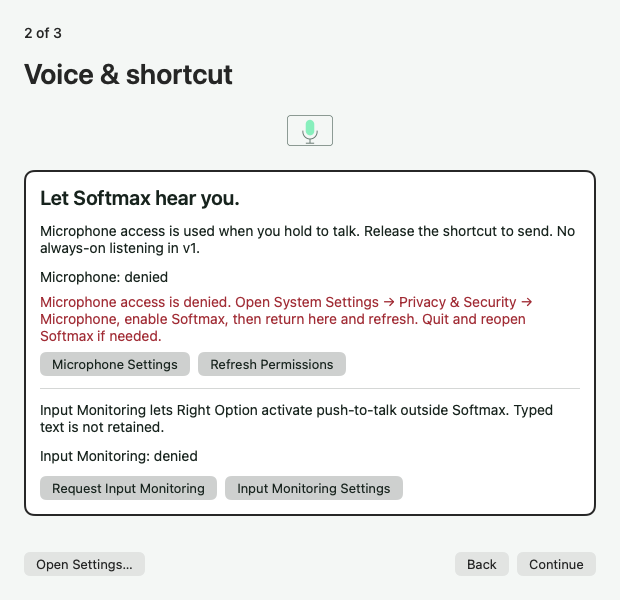 2 of 3
Voice & shortcut
Let Softmax hear you.
Microphone access is used when you hold to talk. Release the shortcut to send. No
always-on listening in v1.
Microphone: denied
Microphone access is denied. Open System Settings → Privacy & Security →
Microphone, enable Softmax, then return here and refresh. Quit and reopen
Softmax if needed.
Microphone Settings
Refresh Permissions
Input Monitoring lets Right Option activate push-to-talk outside Softmax. Typed
text is not retained.
Input Monitoring: denied
Request Input Monitoring
Input Monitoring Settings
Open Settings...
Back
Continue